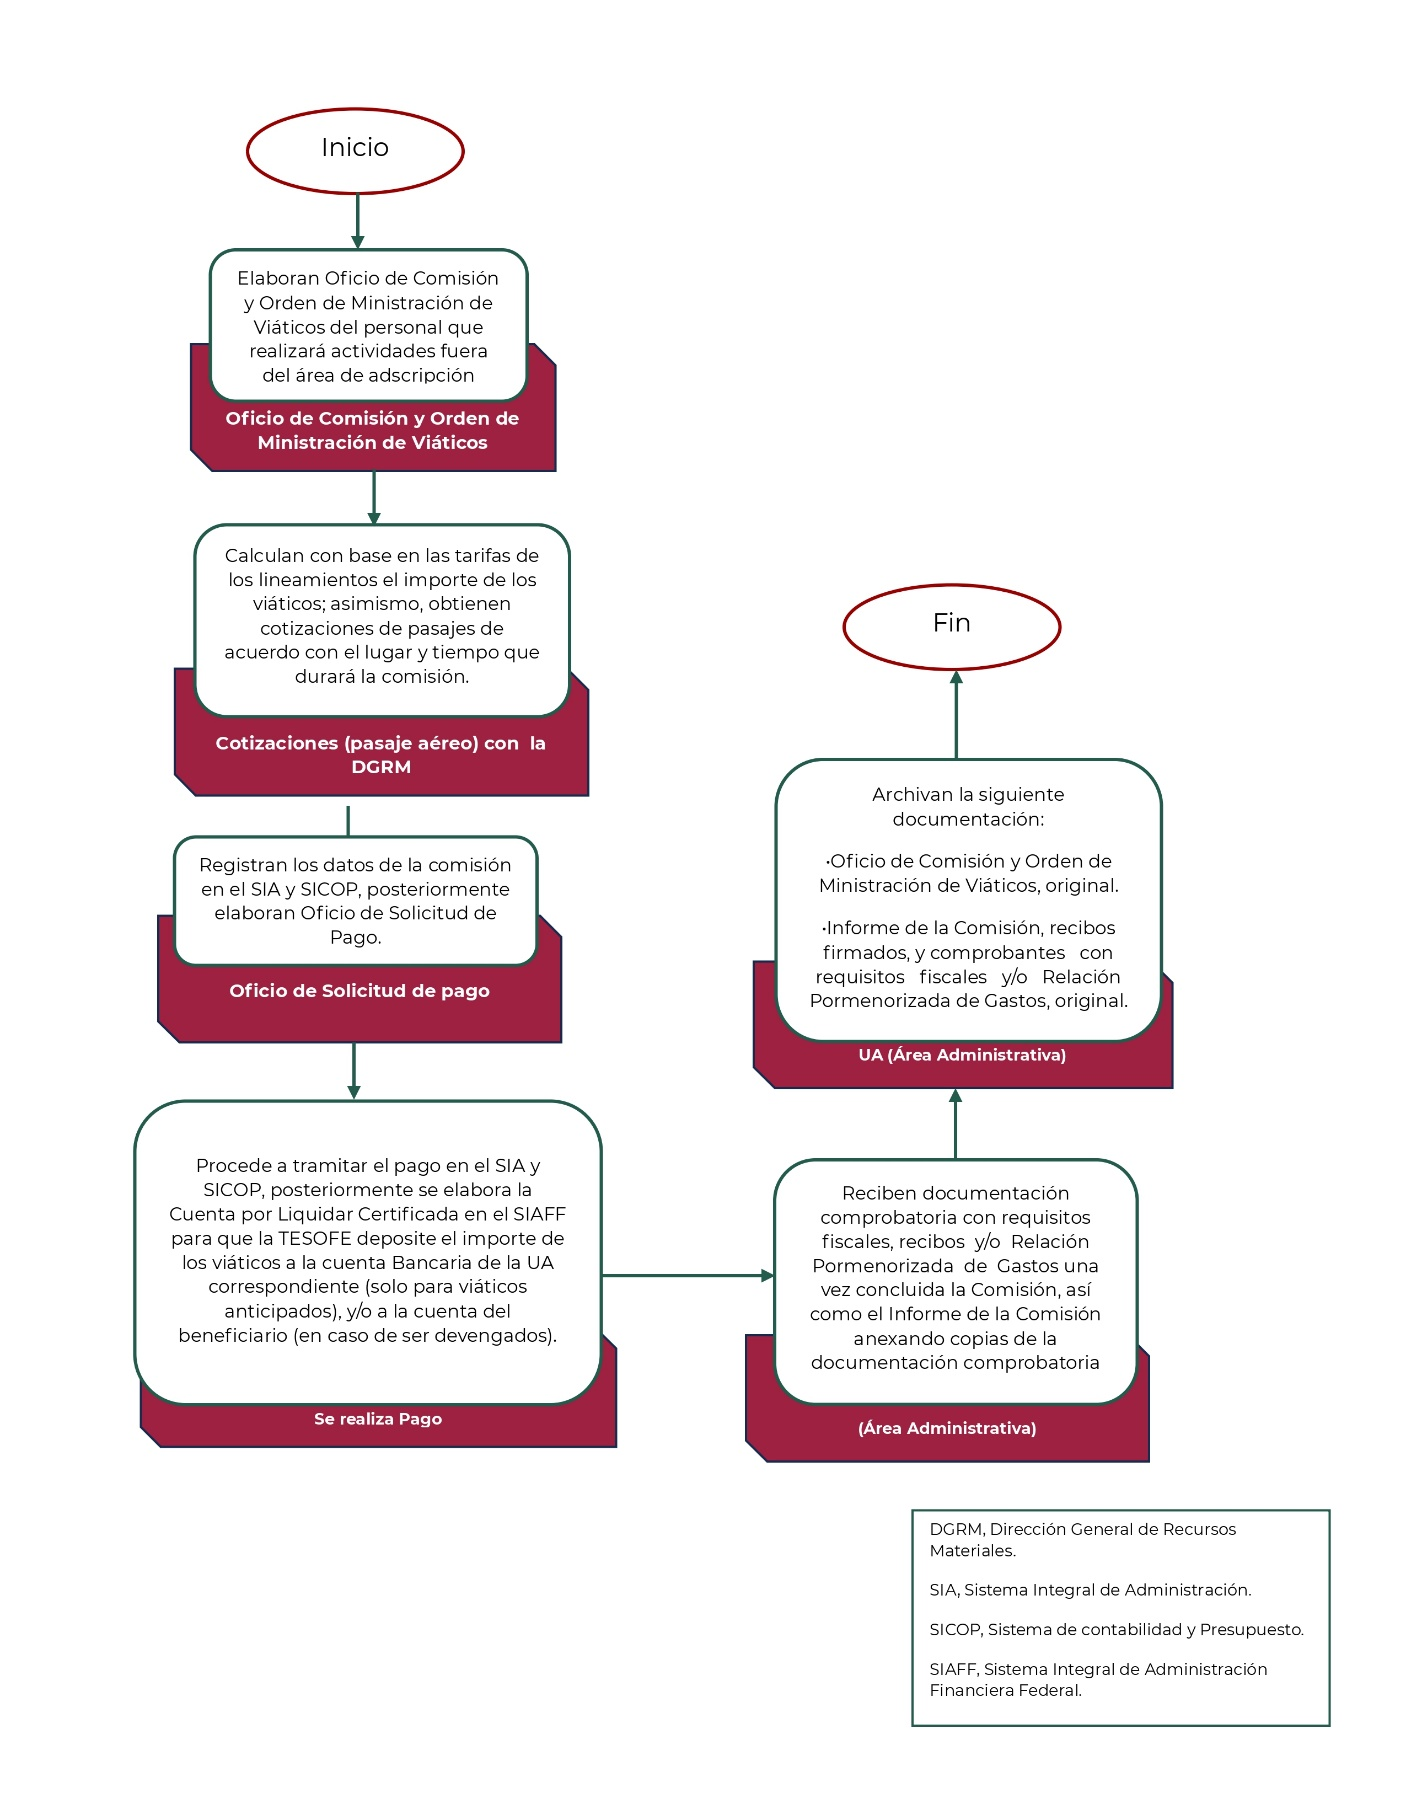 Inicio
Elaboran Oficio de Comisión
y Orden de Ministración de
Viáticos del personal que
realizará actividades fuera
del área de adscripción
Oficio de Comisión y Orden de
Ministración de Viáticos
Calculan con base en las tarifas de
los lineamientos el importe de los
viáticos; asimismo, obtienen
cotizaciones de pasajes de
acuerdo con el lugar y tiempo que
durará la comisión.
Cotizaciones (pasaje aéreo) con la
DGRM
Registran los datos de la comisión
en el SIA y SICOP, posteriormente
elaboran Oficio de Solicitud de
Pago.
Oficio de Solicitud de pago
Procede a tramitar el pago en el SIA y
SICOP, posteriormente se elabora la
Cuenta por Liquidar Certificada en el SIAFF
para que la TESOFE deposite el importe de
los viáticos a la cuenta Bancaria de la UA
correspondiente (solo para viáticos
anticipados), y/o a la cuenta del
beneficiario (en caso de ser devengados).
Se realiza Pago
Reciben documentación
comprobatoria con requisitos
fiscales, recibos y/o Relación
Pormenorizada de Gastos una
vez concluida la Comisión, así
como el Informe de la Comisión
anexando copias de la
documentación comprobatoria
(Área Administrativa)
Archivan la siguiente
documentación:
•Oficio de Comisión y Orden de
Ministración de Viáticos, original.
•Informe de la Comisión, recibos
firmados, y comprobantes con
requisitos fiscales y/o Relación
Pormenorizada de Gastos, original.
UA (Área Administrativa)
Fin
DGRM, Dirección General de Recursos
Materiales.
SIA, Sistema Integral de Administración.
SICOP, Sistema de contabilidad y Presupuesto.
SIAFF, Sistema Integral de Administración
Financiera Federal.